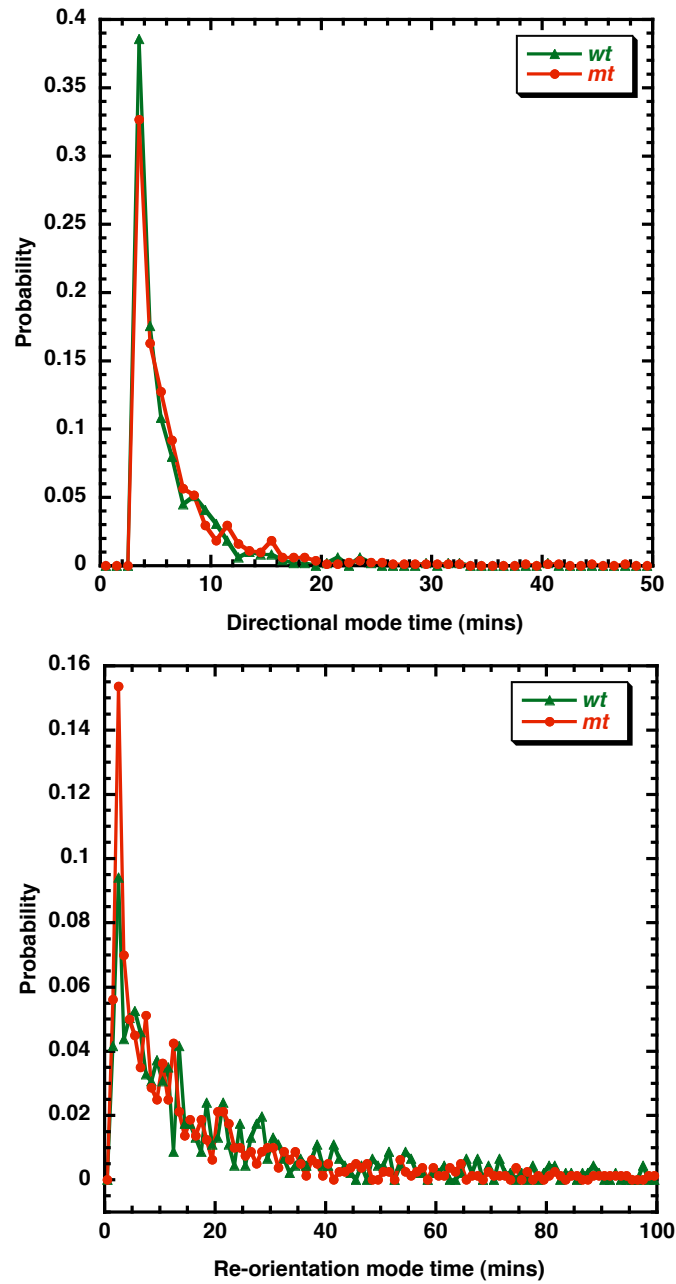 0.4
wt
mt
0.35
0.3
0.25
0.2
0.15
0.1
0.05
0
Probability
0 10 20 30 40 50
Directional mode time (mins)
0.16
wt
mt
0.14
0.12
0.1
0.08
0.06
0.04
0.02
0
Probability
0 20 40 60 80 100
Re-orientation mode time (mins)